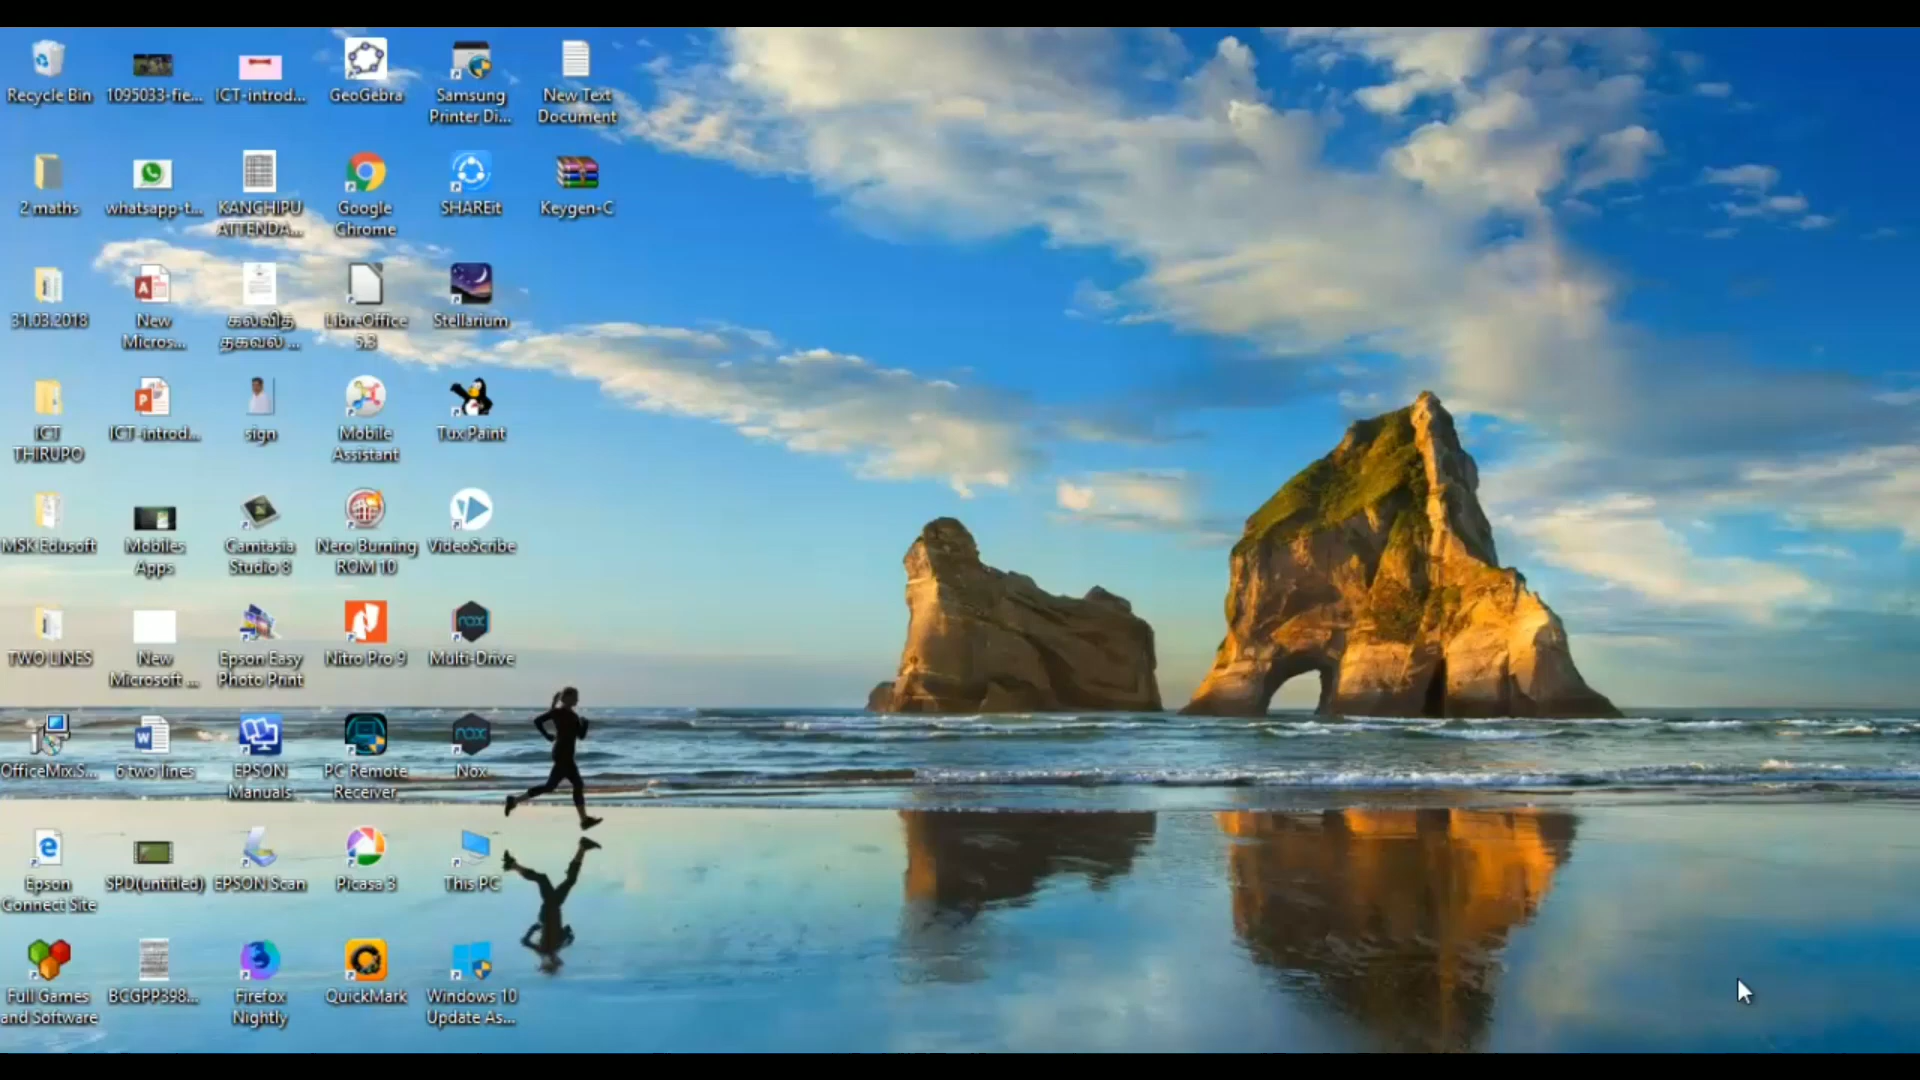 Recycle Bin
1095033-fie...
ICT-introd...
GeoGebra
Samsung
Printer Di...
New Text
Document
2 maths
whatsapp-t...
KANCHIPU
ATTENDA...
Google
Chrome
SHAREit
Keygen-C
31.03.2018
New
Micros...
கல்வித்
தகவல் ...
LibreOffice
5.3
Stellarium
ICT
THIRUPO
ICT-introd...
sign
Mobile
Assistant
Tux Paint
MSK Edusoft
Mobiles
Apps
Camtasia
Studio 8
Nero Burning
ROM 10
VideoScribe
TWO LINES
New
Microsoft ...
Epson Easy
Photo Print
Nitro Pro 9
nox
Multi-Drive
OfficeMix.S...
6 two lines
EPSON
Manuals
PC Remote
Receiver
nox
Nox
Epson
Connect Site
SPD(untitled)
EPSON Scan
Picasa 3
This PC
Full Games
and Software
BCGPP398...
Firefox
Nightly
QuickMark
Windows 10
Update As...